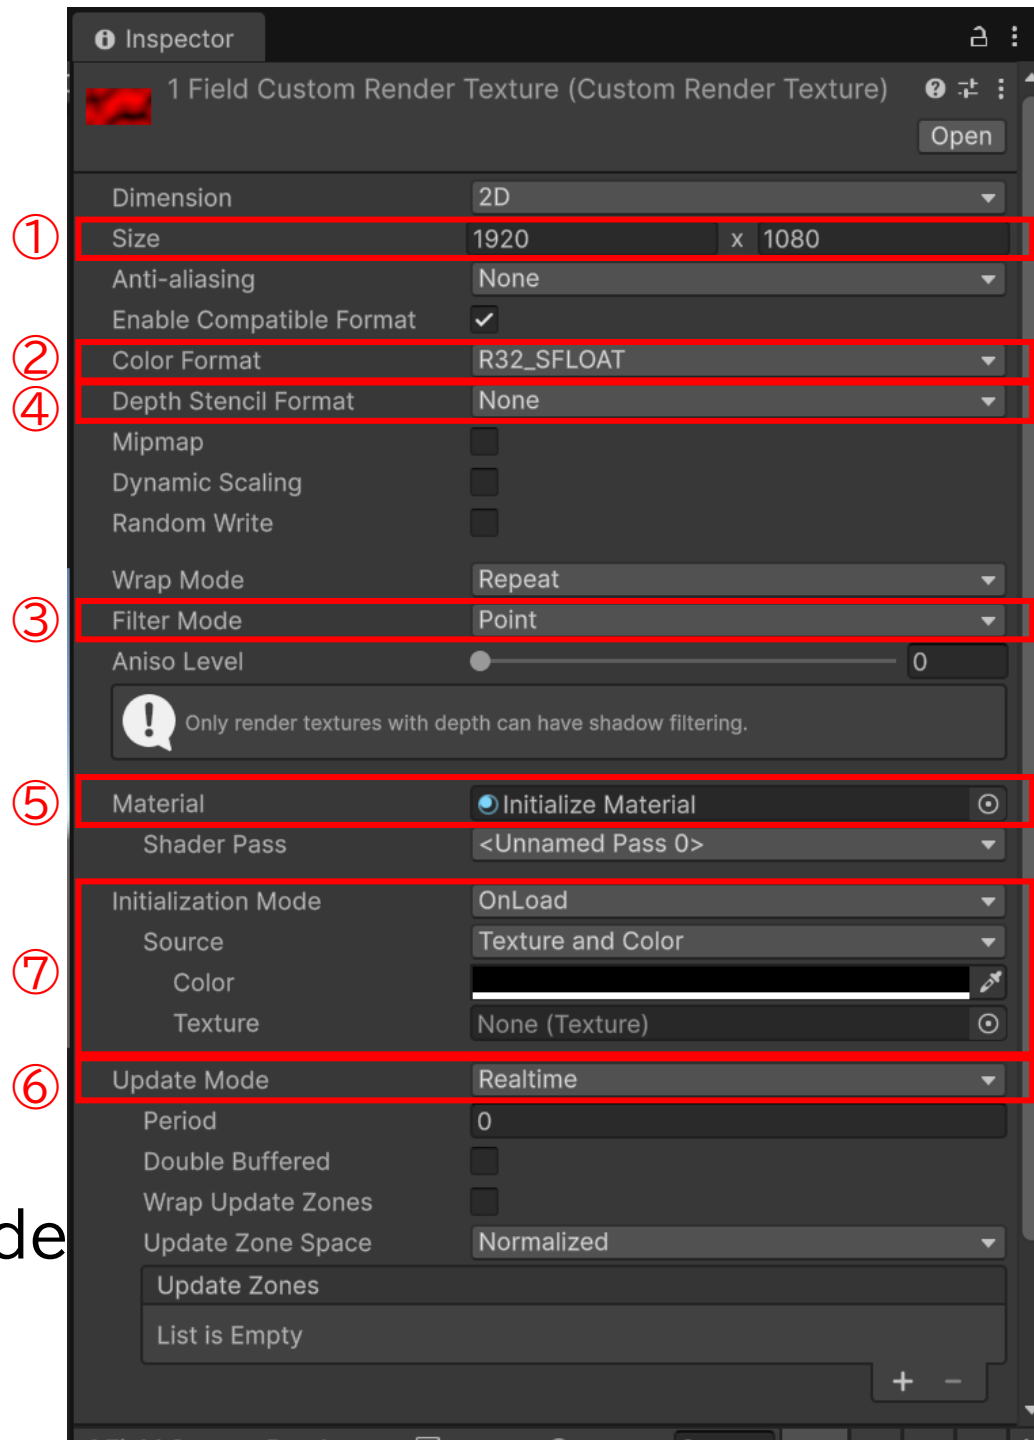 Inspector
1 Field Custom Render Texture (Custom Render Texture)
Open
Dimension 2D
① Size 1920 x 1080
Anti-aliasing None
Enable Compatible Format
② Color Format R32_SFLOAT
④ Depth Stencil Format None
Mipmap
Dynamic Scaling
Random Write
Wrap Mode Repeat
③ Filter Mode Point
Aniso Level 0
Only render textures with depth can have shadow filtering.
⑤ Material Initialize Material
Shader Pass <Unnamed Pass 0>
Initialization Mode OnLoad
Source Texture and Color
⑦ Color
Texture None (Texture)
⑥ Update Mode Realtime
Period 0
Double Buffered
Wrap Update Zones
de
Update Zone Space Normalized
Update Zones
List is Empty